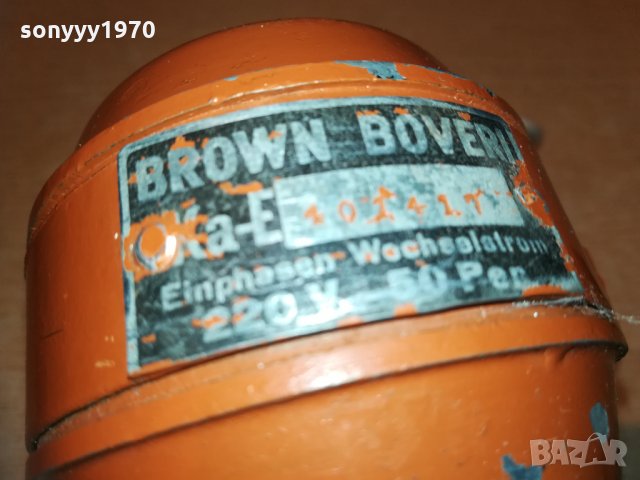 sonyyy1970
BROWN BOVERI
Ka-E
Einphasen-Wechselstrom
220 V 50 Per
BAZAR